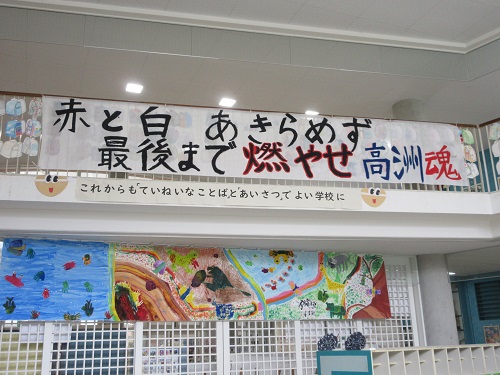 赤と白 あきらめず
最後まで燃やせ高洲魂
これからも「ていねいなことば」と「あいさつ」で よい学校に